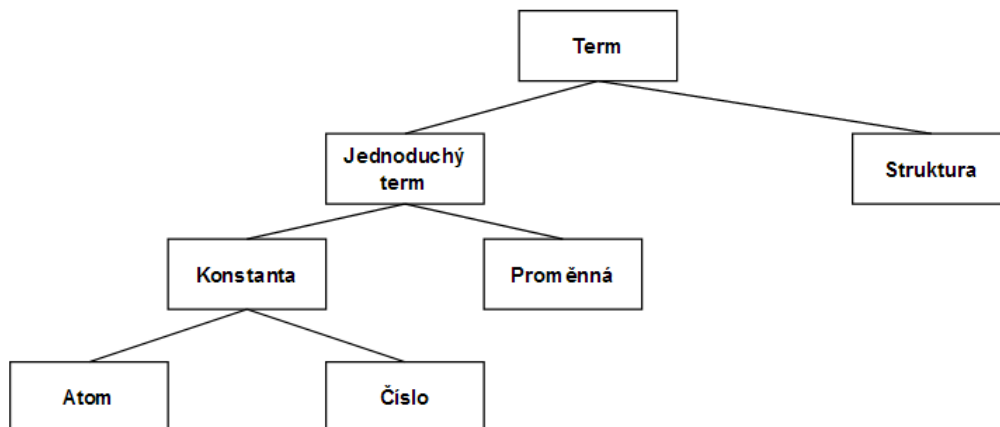 Term
Jednoduchý
term
Struktura
Konstanta
Proměnná
Atom
Číslo